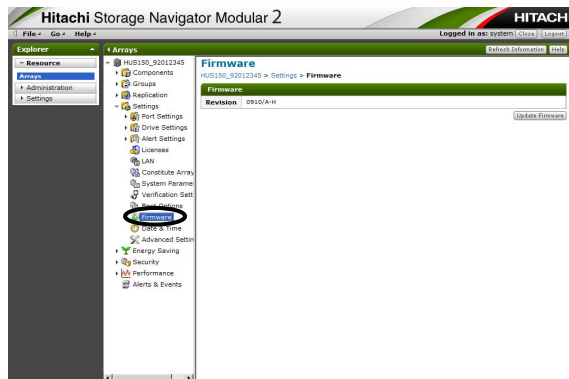 Hitachi Storage Navigator Modular 2
HITACH
File Go Help
Logged in as: system Close Logout
Explorer
Arrays
Refresh Information Help
Resource
Arrays
Administration
Settings
HUS150_92012345
Components
Groups
Replication
Settings
Port Settings
Drive Settings
Alert Settings
Licenses
LAN
Constitute Array
System Parame
Verification Sett
Boot Options
Firmware
Date & Time
Advanced Settin
Energy Saving
Security
Performance
Alerts & Events
Firmware
HUS150_92012345 > Settings > Firmware
Firmware
Revision 0910/A-H
Update Firmware